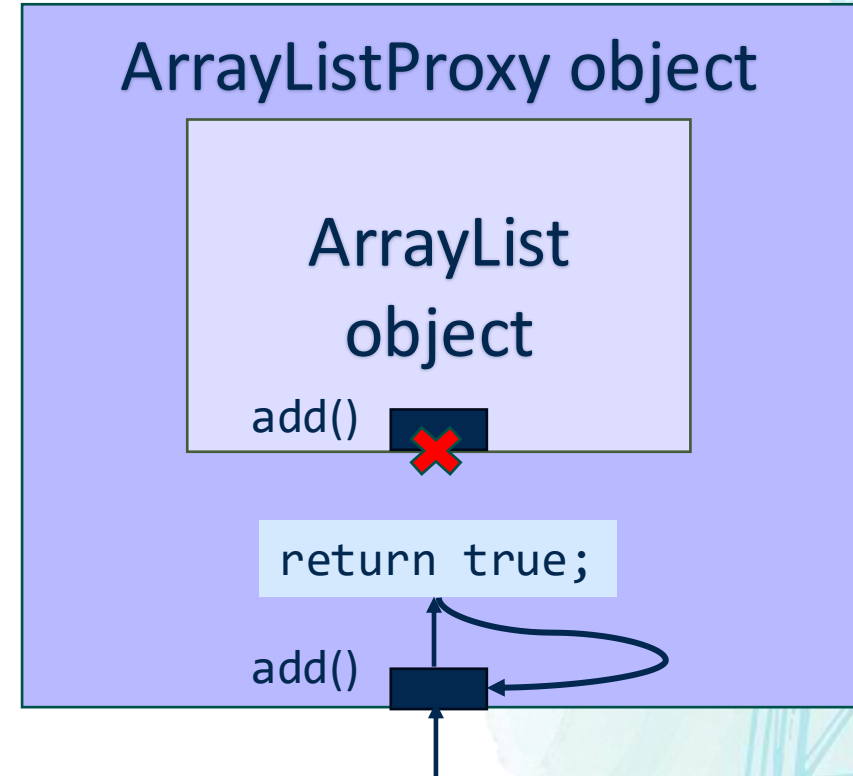 ArrayListProxy object
ArrayList
object
add()
return true;
add()